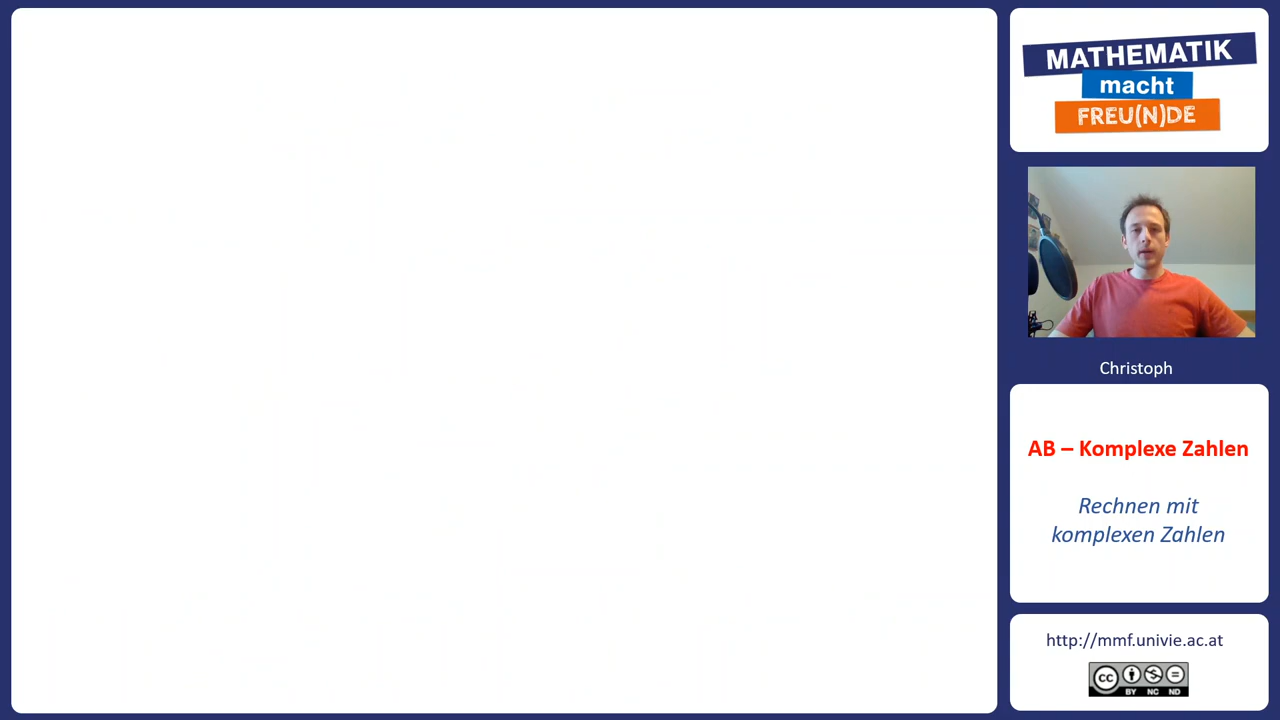 MATHEMATIK
macht
FREU(N)DE
Christoph
AB – Komplexe Zahlen
Rechnen mit
komplexen Zahlen
http://mmf.univie.ac.at
cc
BY NC ND